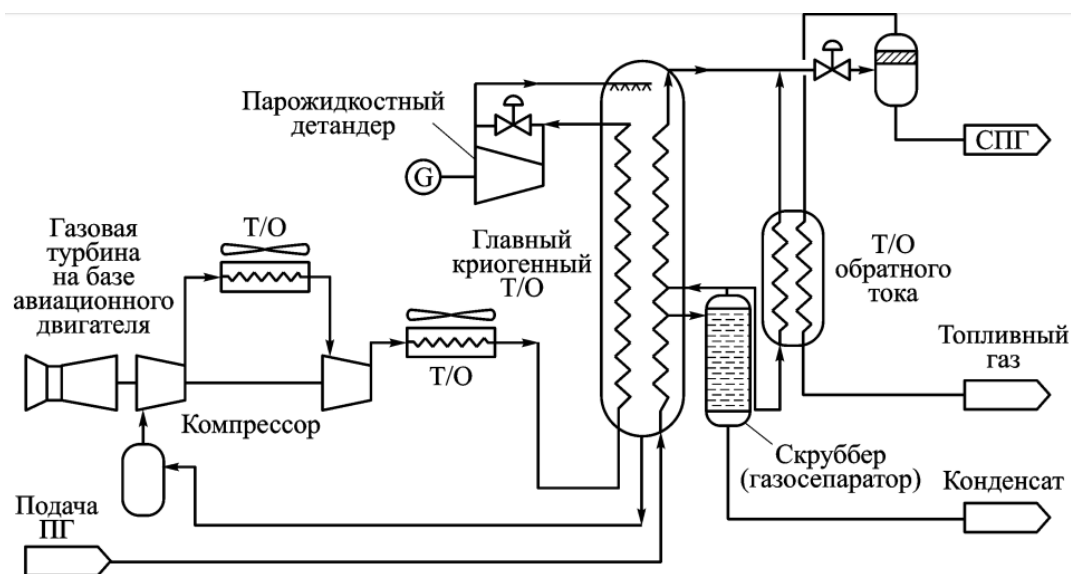 Парожидкостный
детандер
G
СПГ
Газовая
турбина
на базе
авиационного
двигателя
Т/О
Главный
криогенный
Т/О
Т/О
обратного
тока
Т/О
Топливный
газ
Компрессор
Скруббер
(газосепаратор)
Подача
ПГ
Конденсат